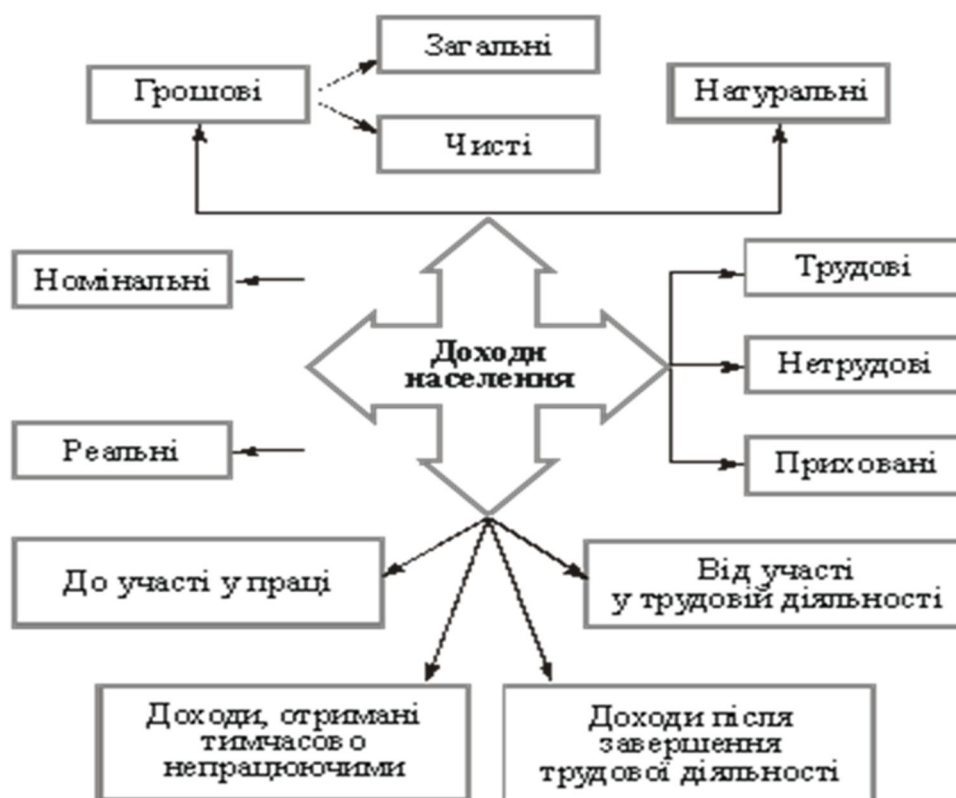 Загальні
Грошові
Натуральні
Чисті
Номінальні
Трудові
Доходи
населення
Нетрудові
Реальні
Приховані
До участі у праці
Від участі
у трудовій діяльності
Доходи, отримані
тимчасово
непрацюючими
Доходи після
завершення
трудової діяльності